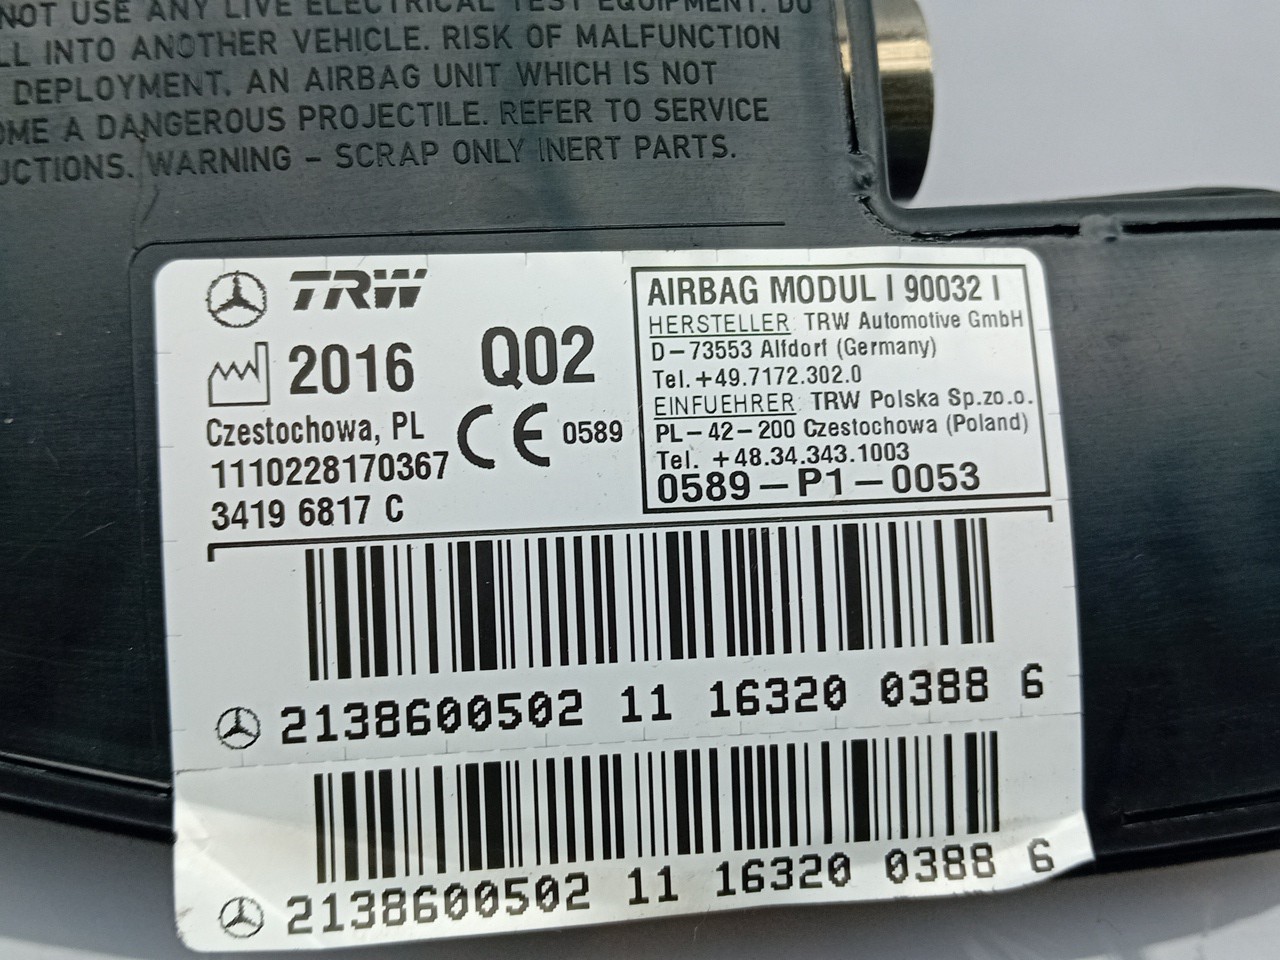 NOT USE ANY LIVE ELECTRICAL TEST EQUIPMENT. DO
INTO ANOTHER VEHICLE. RISK OF MALFUNCTION
DEPLOYMENT. AN AIRBAG UNIT WHICH IS NOT
A DANGEROUS PROJECTILE. REFER TO SERVICE
WARNING - SCRAP ONLY INERT PARTS.
TRW
2016 Q02
Czestochowa, PL
CE 0589
1110228170367
3419 6817 C
AIRBAG MODUL I 90032 I
HERSTELLER: TRW Automotive GmbH
D-73553 Alfdorf (Germany)
Tel. +49.7172.302.0
EINFUEHRER: TRW Polska Sp.zo.o.
PL-42-200 Czestochowa (Poland)
Tel. +48.34.343.1003
0589-P1-0053
2138600502 11 16320 0388 6
2138600502 11 16320 0388 6